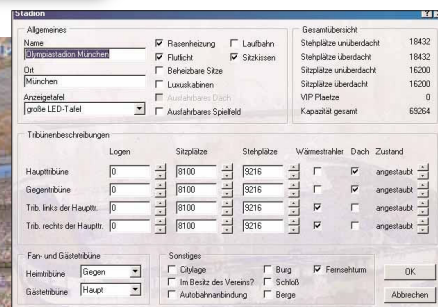 Stadion
Allgemeines
Name
Olympiastadion München
Ort
München
Anzeigetafel
große LED-Tafel
Rasenheizung Laufbahn
Flutlicht Sitzkissen
Beheizbare Sitze
Luxuskabinen
Ausfahrbares Dach
Ausfahrbares Spielfeld
Gesamtübersicht
Stehplätze unüberdacht 18432
Stehplätze überdacht 18432
Sitzplätze unüberdacht 16200
Sitzplätze überdacht 16200
VIP Plaetze 0
Kapazität gesamt 69264
Tribünenbeschreibungen
Logen Sitzplätze Stehplätze Wärmestrahler Dach Zustand
Haupttribüne 0 8100 9216 angestaubt
Gegentribüne 0 8100 9216 angestaubt
Trib. links der Haupttr. 0 8100 9216 angestaubt
Trib. rechts der Haupttr. 0 8100 9216 angestaubt
Fan- und Gästetribüne
Heimtribüne Gegen
Gästetribüne Haupt
Sonstiges
Citylage Burg Fernsehturm
Im Besitz des Vereins? Schloß
Autobahnanbindung Berge
OK
Abbrechen